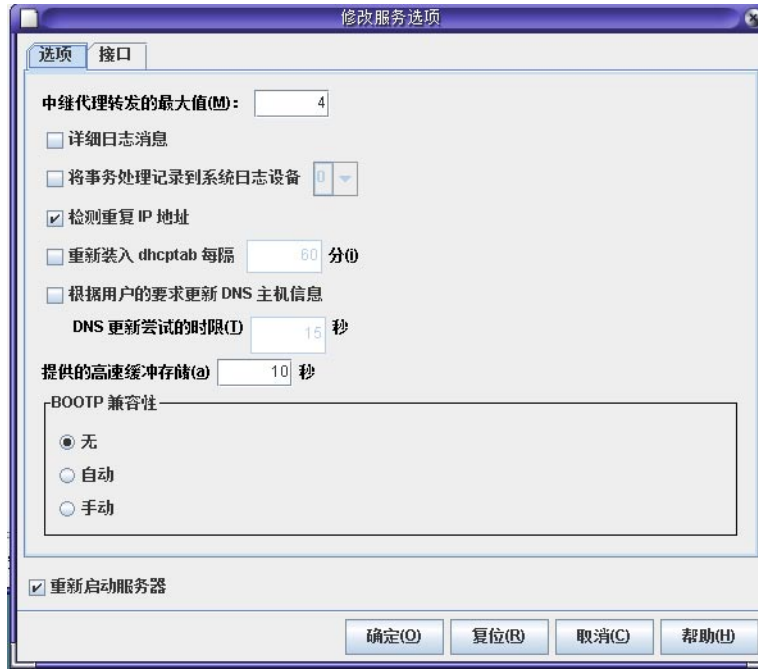 修改服务选项
选项 接口
中继代理转发的最大值(M)： 4
详细日志消息
将事务处理记录到系统日志设备 0
检测重复 IP 地址
重新装入 dhcptab 每隔 60 分(i)
根据用户的要求更新 DNS 主机信息
DNS 更新尝试的时限(T) 15 秒
提供的高速缓冲存储(a) 10 秒
BOOTP 兼容性
无
自动
手动
重新启动服务器
确定(O) 复位(R) 取消(C) 帮助(H)